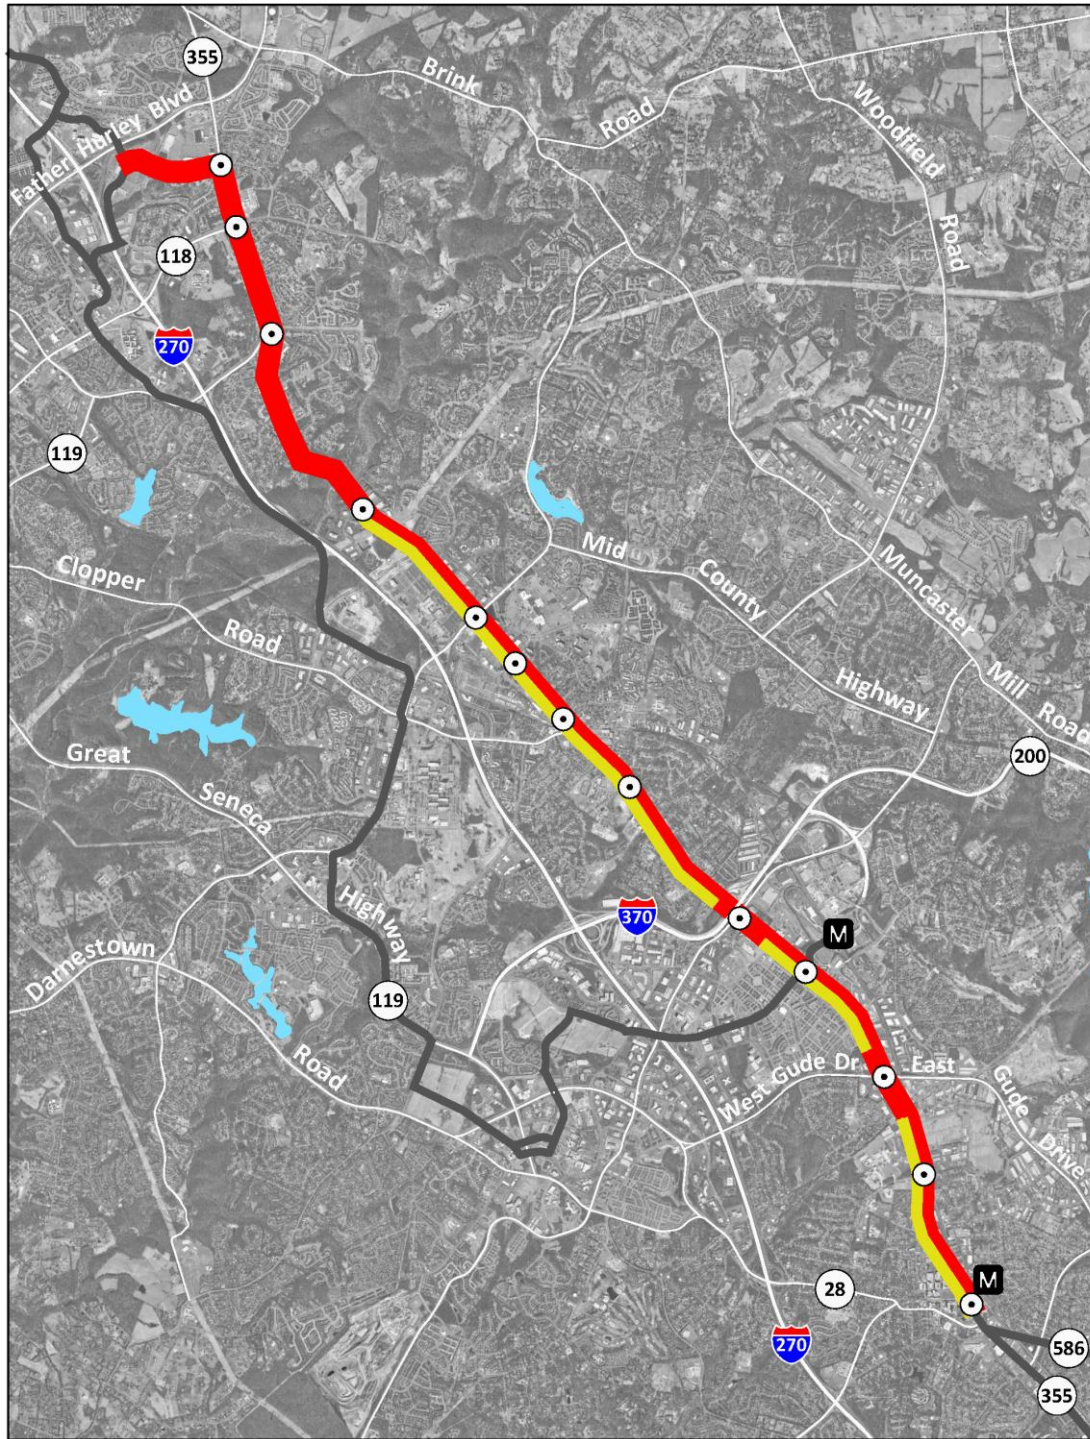 355
Brink
Road
Woodfield
Road
Father Hurley Blvd
118
270
119
Clopper
Road
Mid
County
Highway
Muncaster
Mill
Road
200
Great
Seneca
Highway
370
M
Darnestown
Road
119
West Gude Dr
East
Gude
Drive
M
28
270
586
355